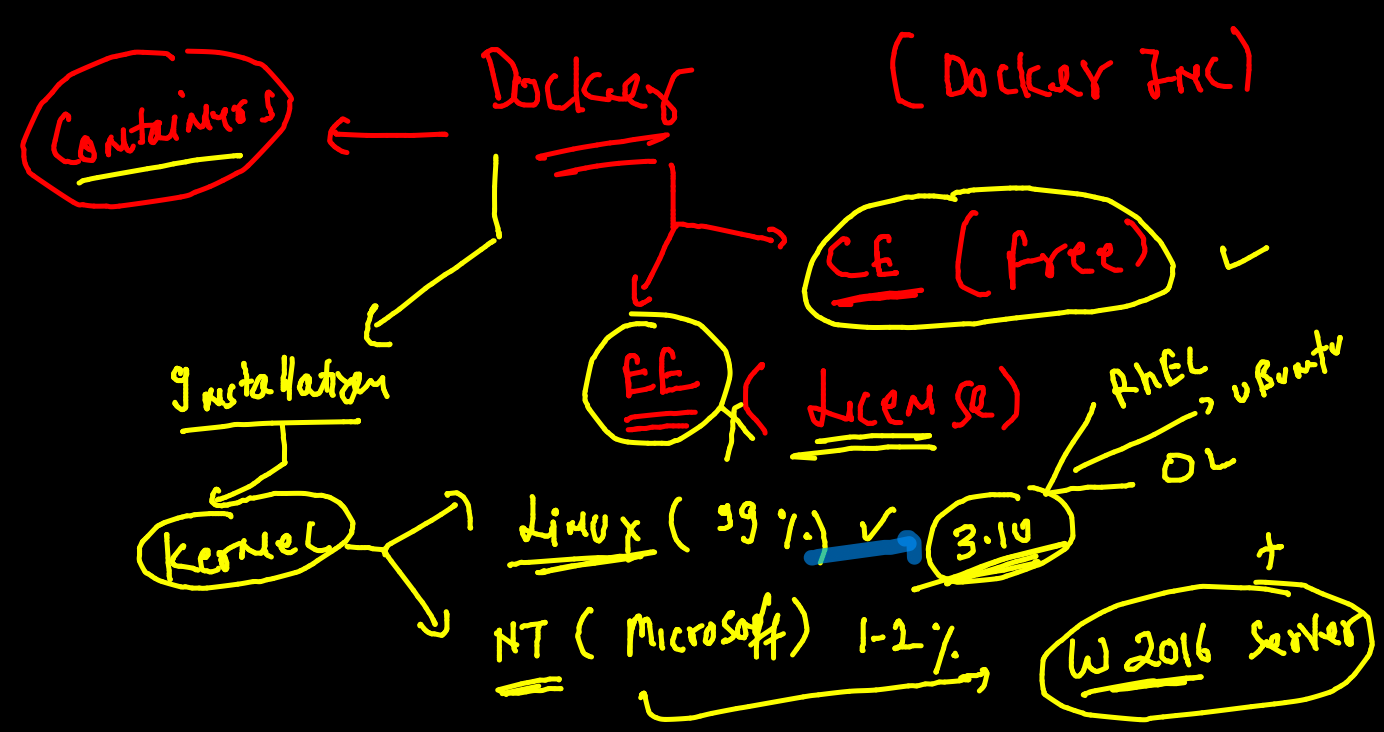 Docker (Docker Inc)
Containers
CE (free)
EE (License)
Installation
RhEL
uBuntu
OL
Kernel
Linux (99%) 3.10
NT (Microsoft) 1-2%
+
W 2016 Server